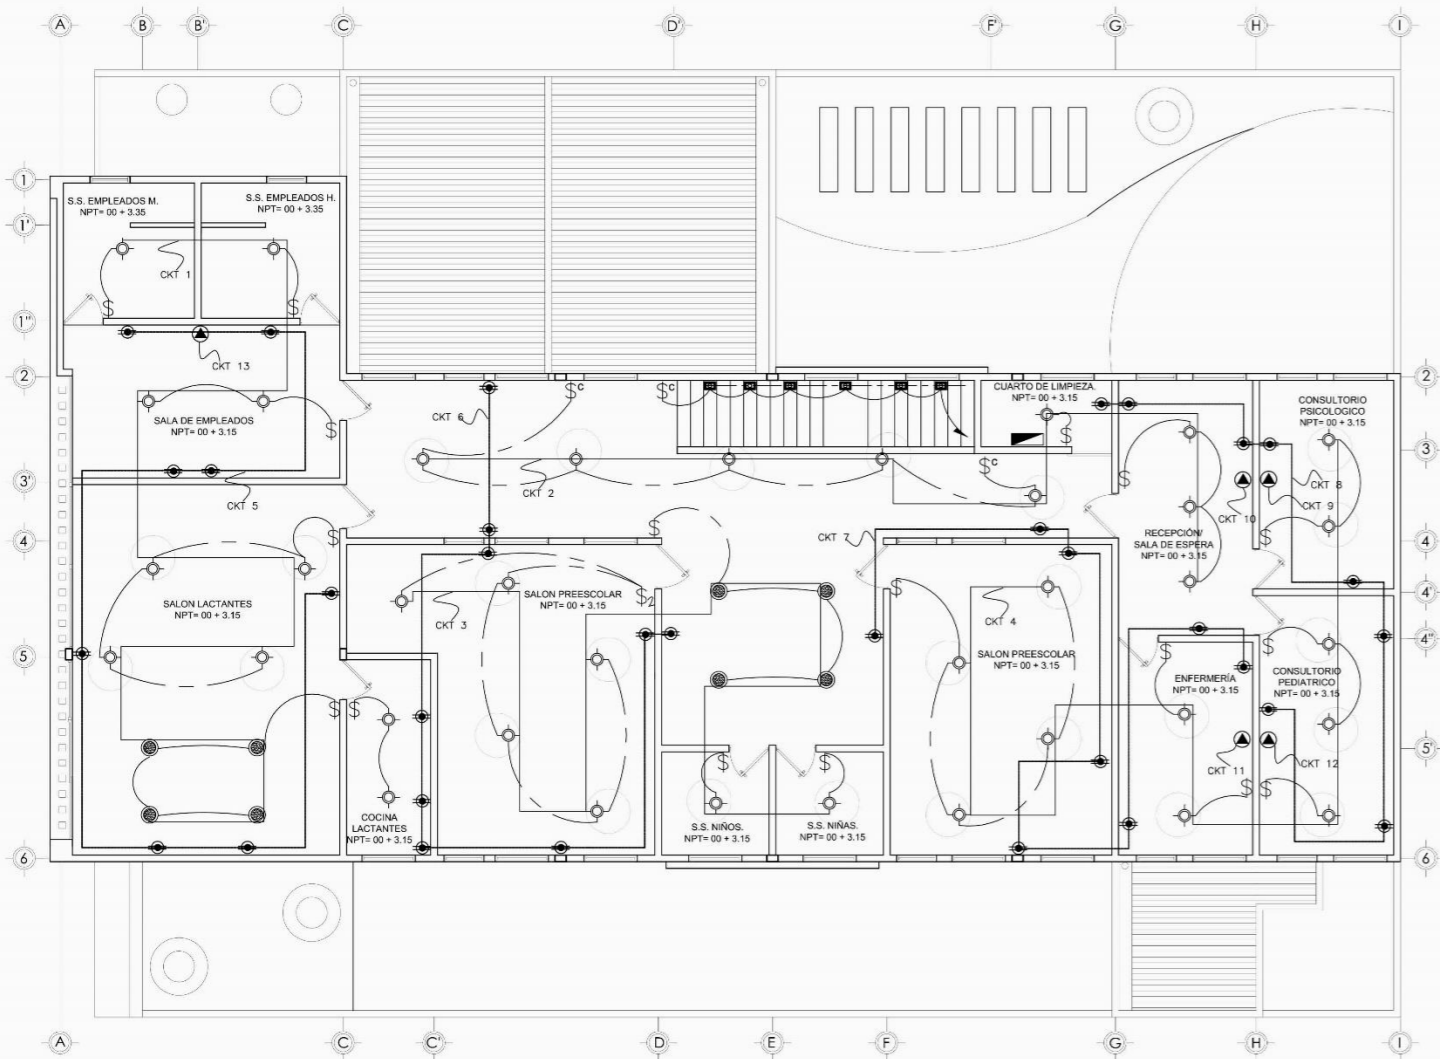 A
B
B'
C
D'
F'
G
H
I
1
1'
1"
2
3'
4
5
6
2
3
4
4'
4"
5'
6
S.S. EMPLEADOS M.
NPT= 00 + 3.35
S.S. EMPLEADOS H.
NPT= 00 + 3.35
CKT 1
$
$
CKT 13
SALA DE EMPLEADOS
NPT= 00 + 3.15
$
CKT 5
CKT 6
$c
$c
CKT 2
CUARTO DE LIMPIEZA.
NPT= 00 + 3.15
$
$c
CONSULTORIO
PSICOLOGICO
NPT= 00 + 3.15
$
CKT 8
CKT 9
CKT 10
$
RECEPCIÓN/
SALA DE ESPERA
NPT= 00 + 3.15
$
$
CKT 7
SALON LACTANTES
NPT= 00 + 3.15
SALON PREESCOLAR
NPT= 00 + 3.15
$2
CKT 3
$
CKT 4
SALON PREESCOLAR
NPT= 00 + 3.15
$
$
ENFERMERÍA
NPT= 00 + 3.15
CONSULTORIO
PEDIATRICO
NPT= 00 + 3.15
$
$
CKT 11
CKT 12
$
$
$
$
COCINA
LACTANTES
NPT= 00 + 3.15
S.S. NIÑOS.
NPT= 00 + 3.15
S.S. NIÑAS.
NPT= 00 + 3.15
A
C
C'
D
E
F
G
H
I